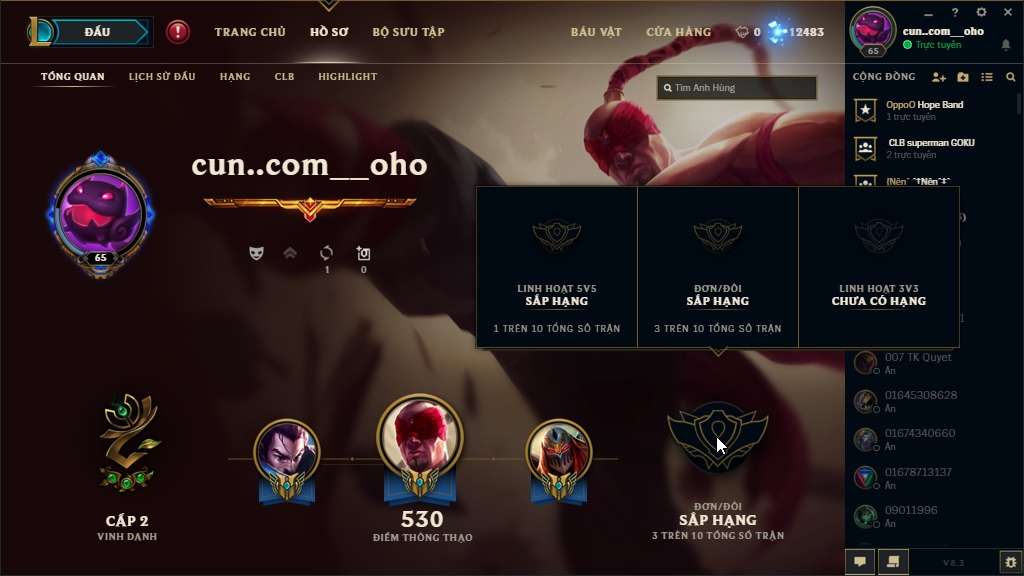 ĐẤU
TRANG CHỦ
HỒ SƠ
BỘ SƯU TẬP
BÁU VẬT
CỬA HÀNG
0
12483
65
cun..com__oho
Trực tuyến
TỔNG QUAN
LỊCH SỬ ĐẤU
HẠNG
CLB
HIGHLIGHT
Tìm Anh Hùng
CỘNG ĐỒNG
OppoO Hope Band
1 trực tuyến
CLB superman GOKU
2 trực tuyến
cun..com__oho
65
1
0
LINH HOẠT 5V5
SẮP HẠNG
1 TRÊN 10 TỔNG SỐ TRẬN
ĐƠN/ĐÔI
SẮP HẠNG
3 TRÊN 10 TỔNG SỐ TRẬN
LINH HOẠT 3V3
CHƯA CÓ HẠNG
007 TK Quyet
Ẩn
01645308628
Ẩn
01674340660
Ẩn
01678713137
Ẩn
09011996
Ẩn
CẤP 2
VINH DANH
530
ĐIỂM THÔNG THẠO
ĐƠN/ĐÔI
SẮP HẠNG
3 TRÊN 10 TỔNG SỐ TRẬN
V8.3